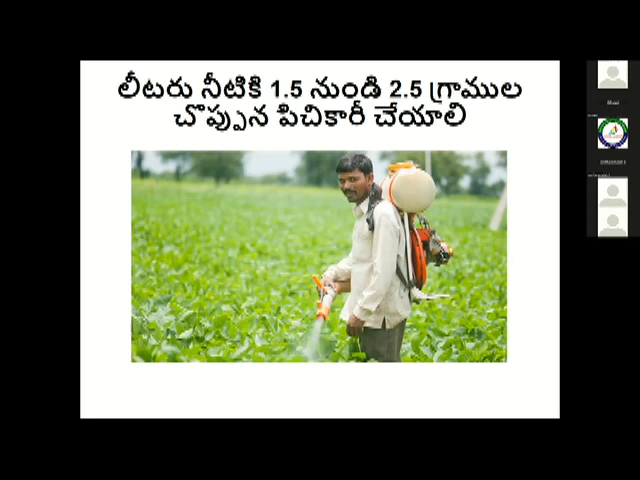 లీటరు నీటికి 1.5 నుండి 2.5 గ్రాముల
చొప్పున పిచికారీ చేయాలి